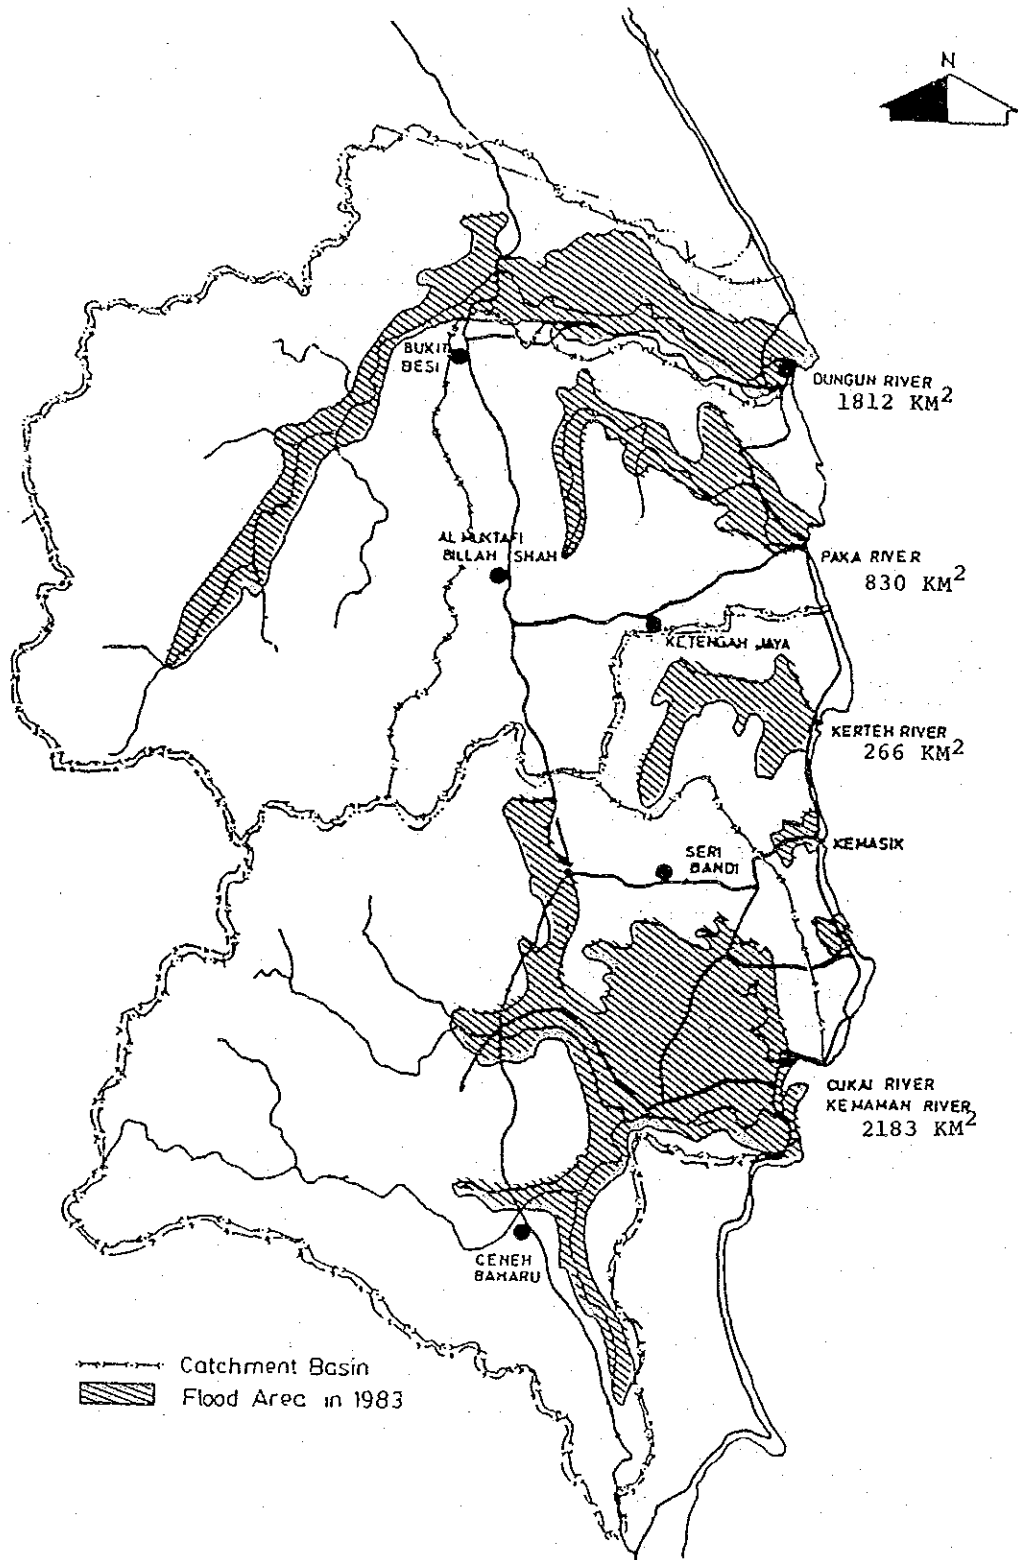 N
BUKIT
BESI
DUNGUN RIVER
1812 KM²
AL MUKTAFI
BILLAH SHAH
PAKA RIVER
830 KM²
KETENGAH JAYA
KERTEH RIVER
266 KM²
KEMASIK
SERI
BANDI
CUKAI RIVER
KEMAMAN RIVER
2183 KM²
CENEH
BAHARU
Catchment Basin
Flood Area in 1983